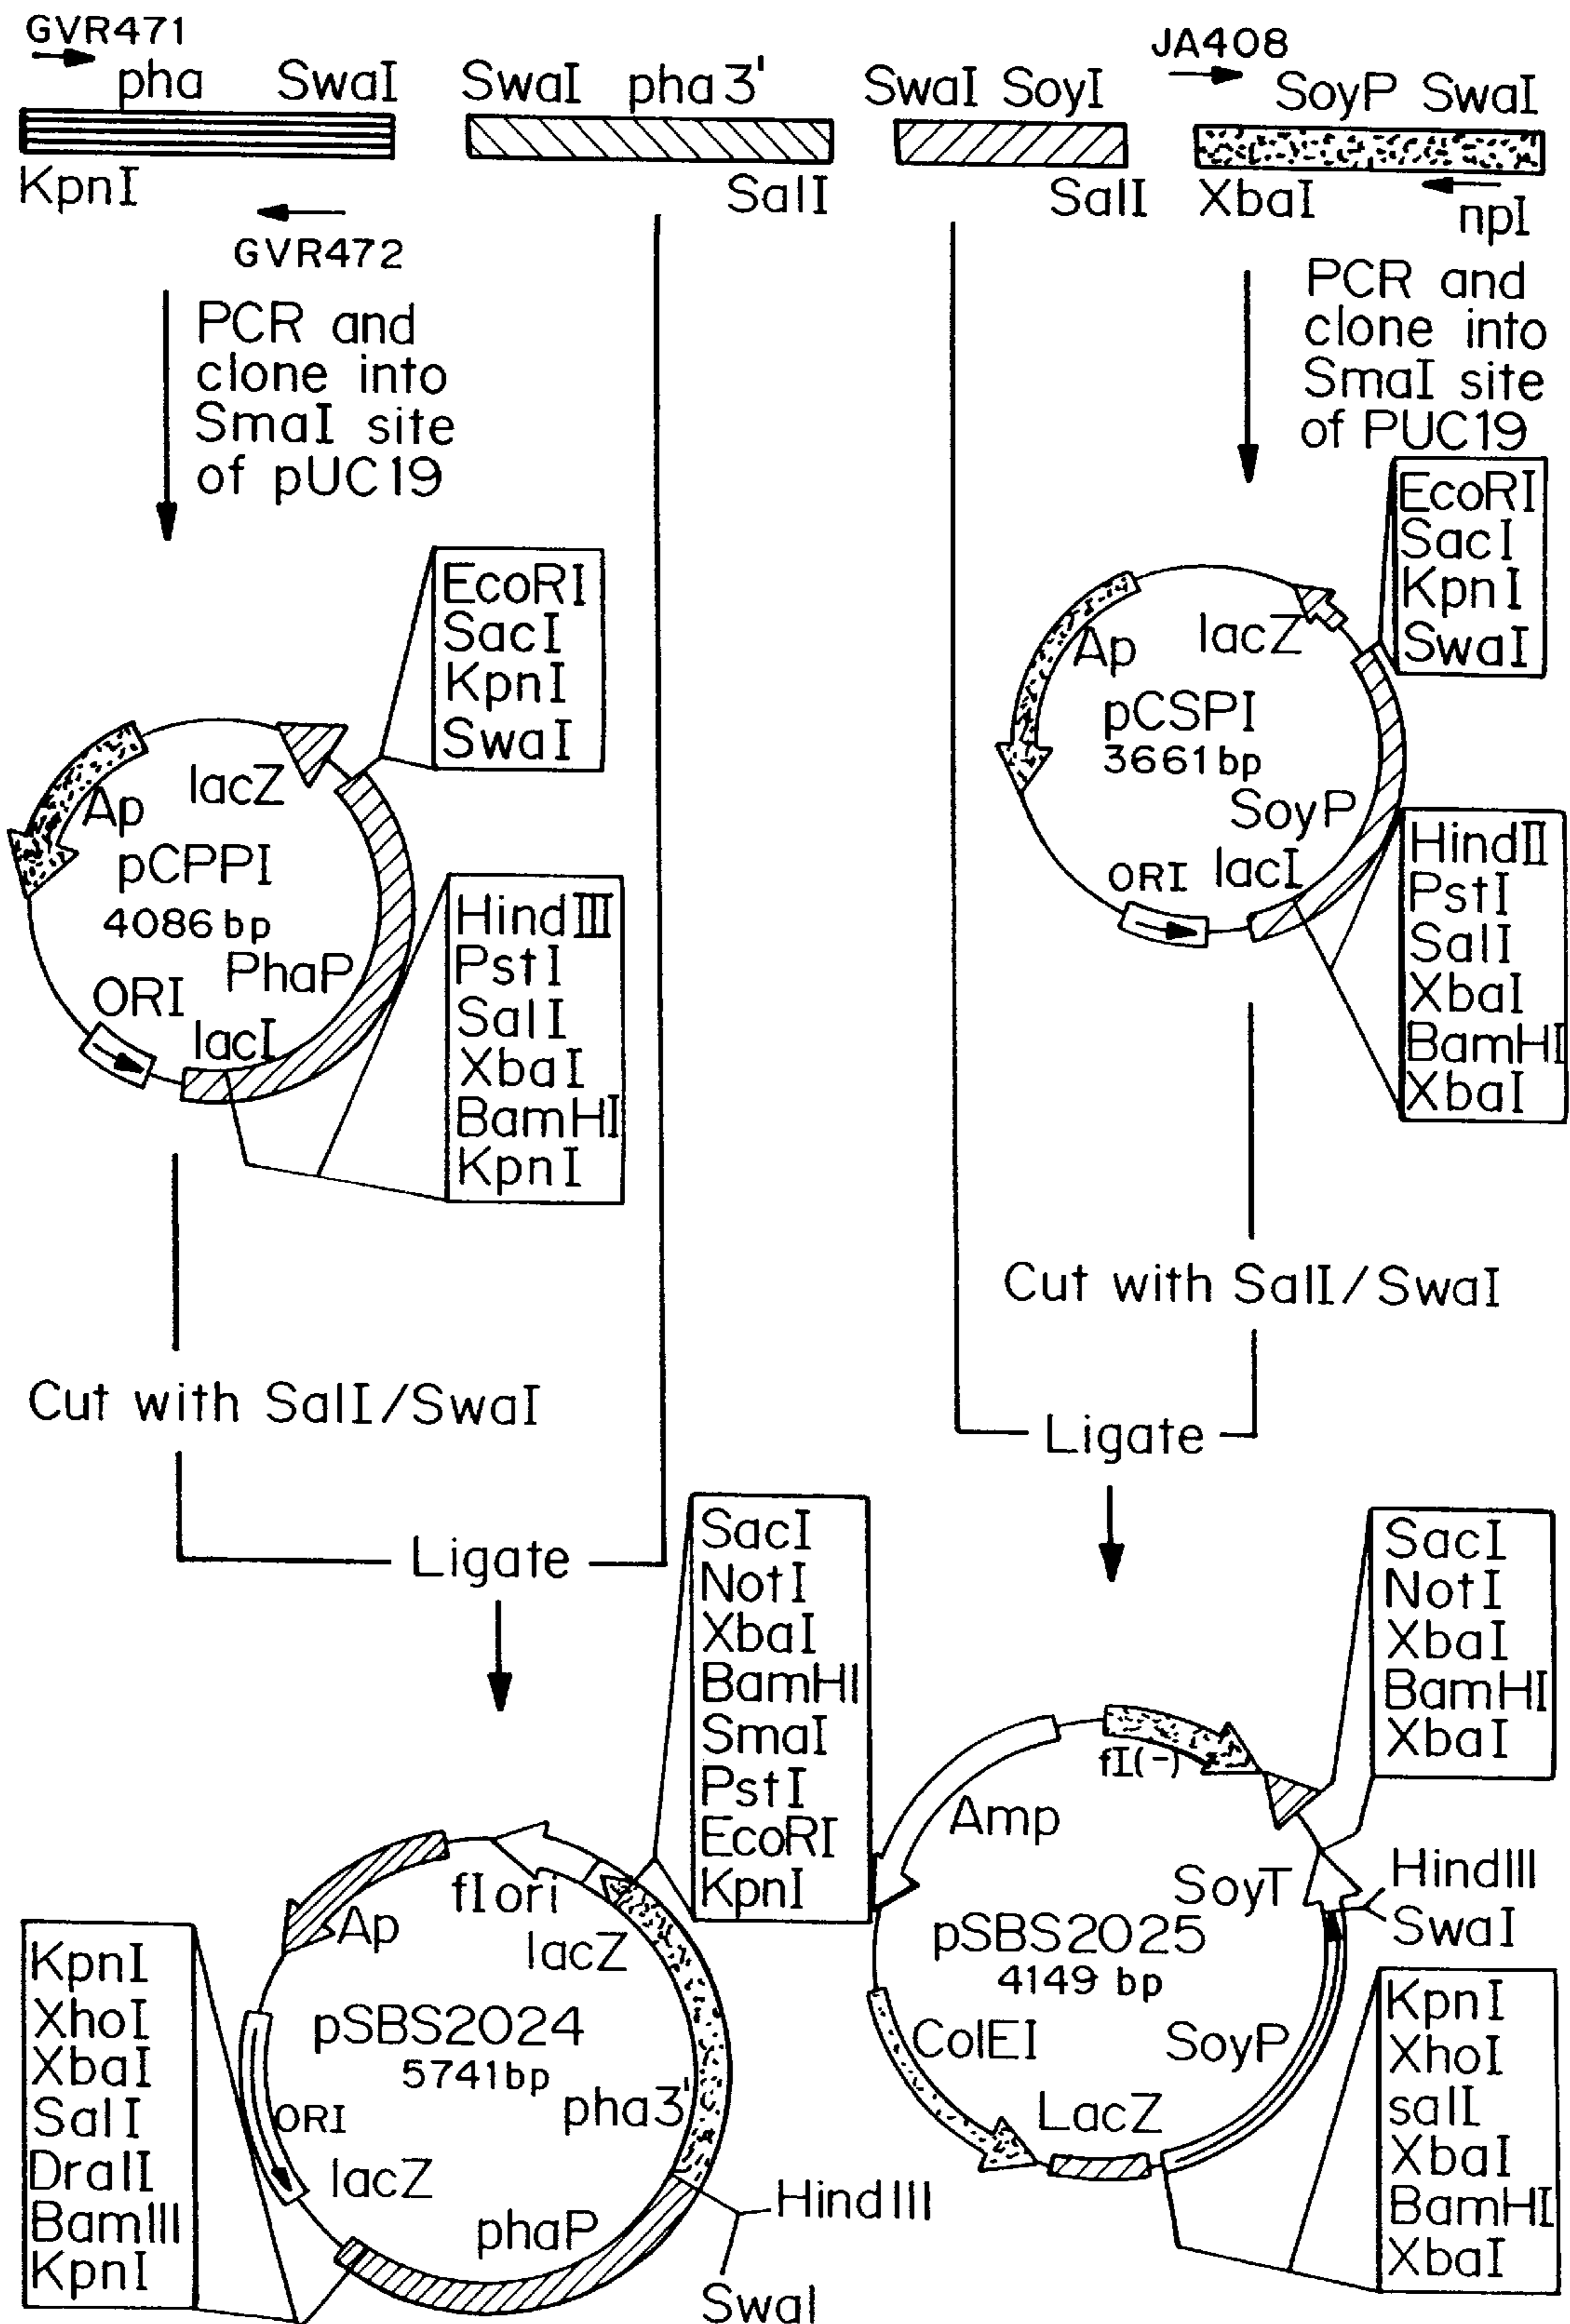 GVR471
pha SwaI
KpnI
GVR472
SwaI pha 3'
SalI
SwaI SoyI
SalI
JA408
SoyP SwaI
XbaI
npI
PCR and
clone into
SmaI site
of pUC19
PCR and
clone into
SmaI site
of PUC19
EcoRI
SacI
KpnI
SwaI
Ap
lacZ
pCPPI
4086 bp
PhaP
ORI
lacI
HindIII
PstI
SalI
XbaI
BamHI
KpnI
EcoRI
SacI
KpnI
SwaI
Ap
lacZ
pCSPI
3661 bp
SoyP
ORI
lacI
HindII
PstI
SalI
XbaI
BamHI
XbaI
Cut with SalI/SwaI
Ligate
Cut with SalI/SwaI
Ligate
SacI
NotI
XbaI
BamHI
SmaI
PstI
EcoRI
KpnI
Ap
fIori
lacZ
pSBS2024
5741bp
pha3'
ORI
lacZ
phaP
HindIII
SwaI
KpnI
XhoI
XbaI
SalI
DraII
BamIII
KpnI
SacI
NotI
XbaI
BamHI
XbaI
fI(-)
Amp
SoyT
HindIII
SwaI
pSBS2025
4149 bp
ColEI
SoyP
LacZ
KpnI
XhoI
salI
XbaI
BamHI
XbaI